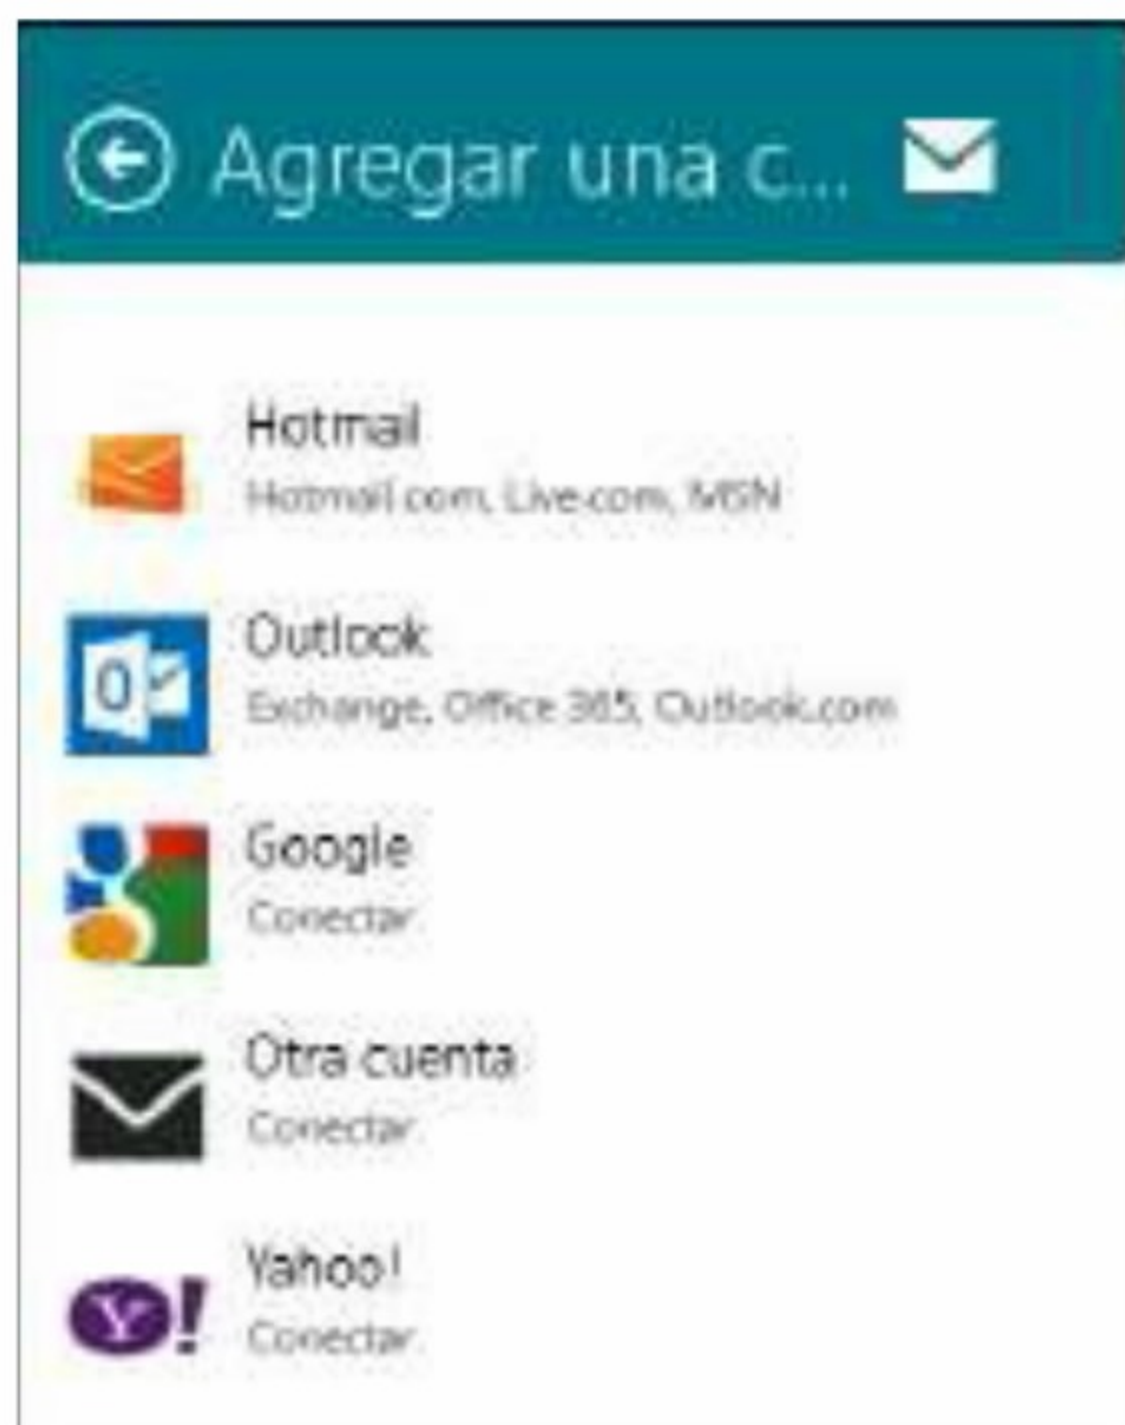 Agregar una c...
Hotmail
Hotmail.com, Live.com, MSN
Outlook
Exchange, Office 365, Outlook.com
Google
Conectar
Otra cuenta
Conectar
Yahoo!
Conectar